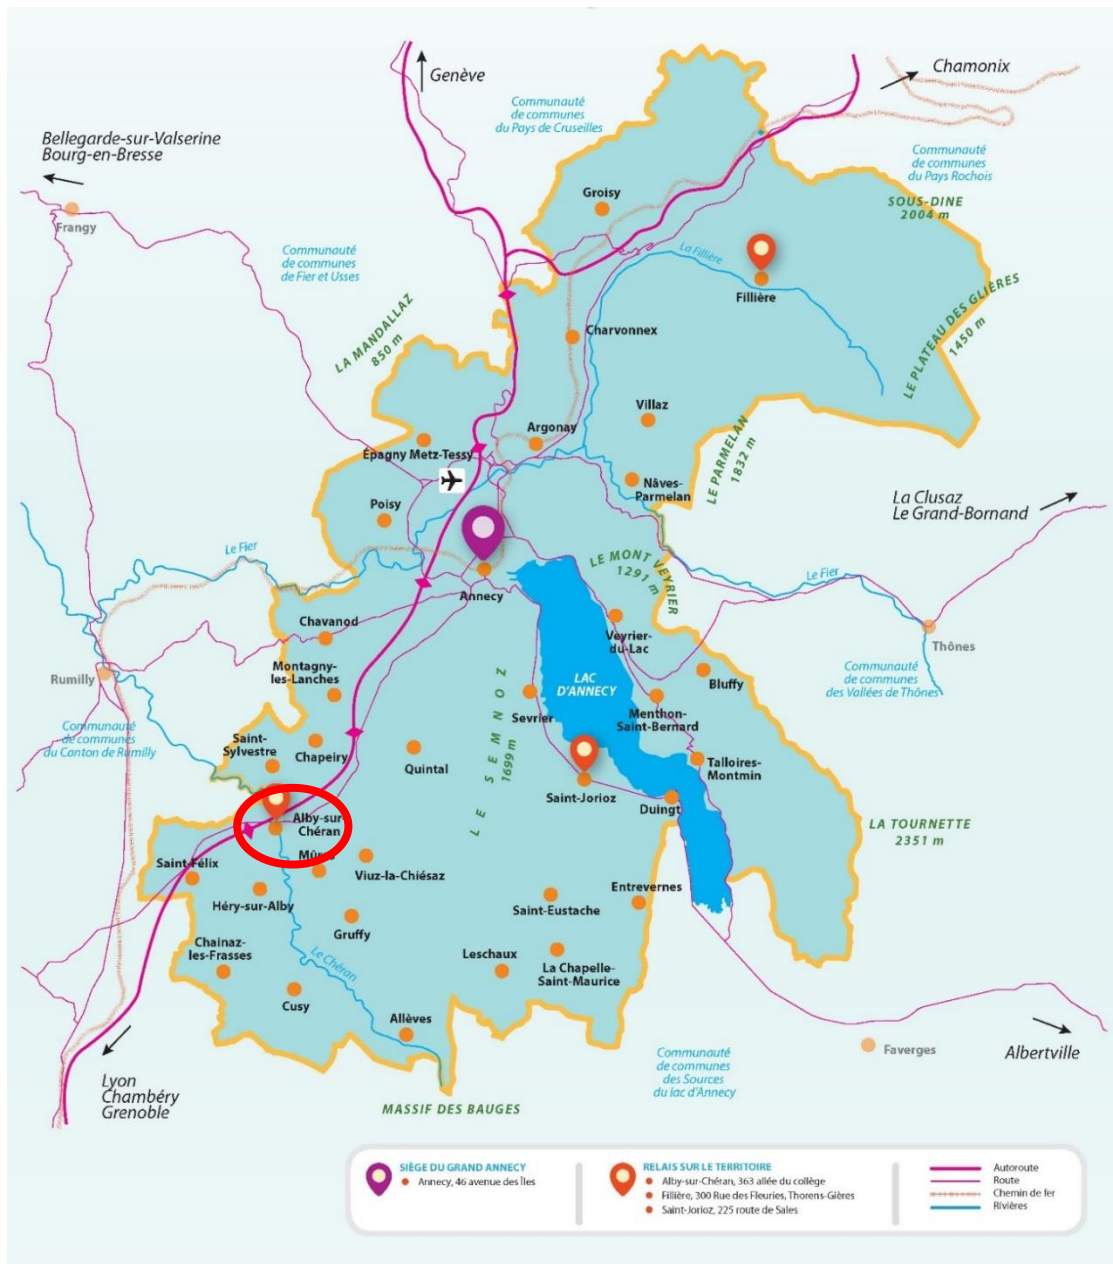 Genève
Chamonix
Communauté
de communes
du Pays de Cruseilles
Bellegarde-sur-Valserine
Bourg-en-Bresse
Communauté
de communes
du Pays Rochois
Groisy
SOUS-DINE
2004 m
Frangy
Communauté
de communes
de Fier et Usses
La Fillière
Fillière
LE PLATEAU DES GLIÈRES
1450 m
LA MANDALLAZ
850 m
Charvonnex
Villaz
Argonay
Épagny Metz-Tessy
LE PARMELAN
1832 m
Nâves-
Parmelan
La Clusaz
Le Grand-Bornand
Poisy
Le Fier
LE MONT VEYRIER
1291 m
Le Fier
Annecy
Chavanod
Veyrier-
du-Lac
Thônes
Montagny-
les-Lanches
Rumilly
LAC
D'ANNECY
Bluffy
Communauté
de communes
des Vallées de Thônes
Sevrier
Menthon-
Saint-Bernard
Communauté
de communes
du Canton de Rumilly
Saint-
Sylvestre
Chapeiry
Quintal
LE SEMNOZ
1699 m
Talloires-
Montmin
Saint-Jorioz
Duingt
Alby-sur-
Chéran
LA TOURNETTE
2351 m
Saint-Félix
Viuz-la-Chiésaz
Entrevernes
Héry-sur-Alby
Saint-Eustache
Gruffy
Chainaz-
les-Frasses
Le Chéran
Leschaux
La Chapelle-
Saint-Maurice
Cusy
Allèves
Faverges
Albertville
Communauté
de communes
des Sources
du lac d'Annecy
Lyon
Chambéry
Grenoble
MASSIF DES BAUGES
SIÈGE DU GRAND ANNECY
Annecy, 46 avenue des Îles
RELAIS SUR LE TERRITOIRE
Alby-sur-Chéran, 363 allée du collège
Fillière, 300 Rue des Fleuries, Thorens-Glières
Saint-Jorioz, 225 route de Sales
Autoroute
Route
Chemin de fer
Rivières